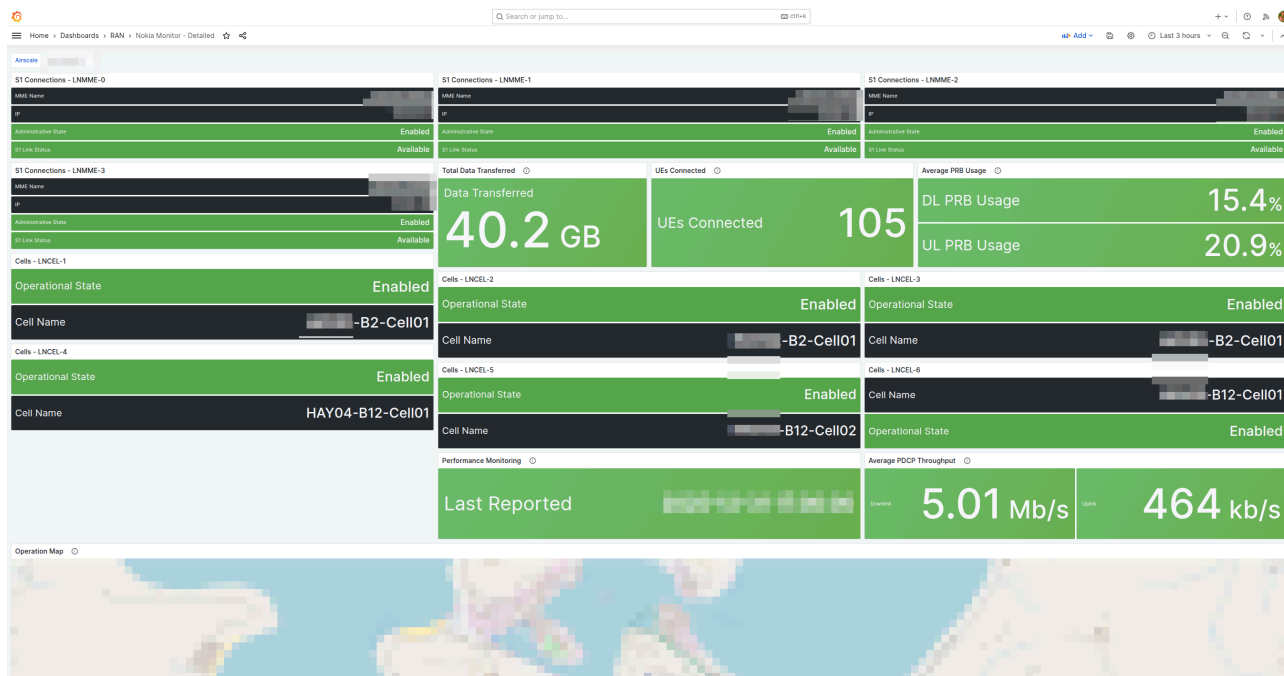 Search or jump to...
ctrl+k
Home › Dashboards › RAN › Nokia Monitor - Detailed
Add
Last 3 hours
Airscale
S1 Connections - LNMME-0
MME Name
IP
Administrative State Enabled
S1 Link Status Available
S1 Connections - LNMME-1
MME Name
IP
Administrative State Enabled
S1 Link Status Available
S1 Connections - LNMME-2
MME Name
IP
Administrative State Enabled
S1 Link Status Available
S1 Connections - LNMME-3
MME Name
IP
Administrative State Enabled
S1 Link Status Available
Total Data Transferred
Data Transferred
40.2 GB
UEs Connected
UEs Connected 105
Average PRB Usage
DL PRB Usage 15.4%
UL PRB Usage 20.9%
Cells - LNCEL-1
Operational State Enabled
Cell Name -B2-Cell01
Cells - LNCEL-2
Operational State Enabled
Cell Name -B2-Cell01
Cells - LNCEL-3
Operational State Enabled
Cell Name -B2-Cell01
Cells - LNCEL-4
Operational State Enabled
Cell Name HAY04-B12-Cell01
Cells - LNCEL-5
Operational State Enabled
Cell Name -B12-Cell02
Cells - LNCEL-6
Cell Name -B12-Cell01
Operational State Enabled
Performance Monitoring
Last Reported
Average PDCP Throughput
Downlink 5.01 Mb/s
Uplink 464 kb/s
Operation Map